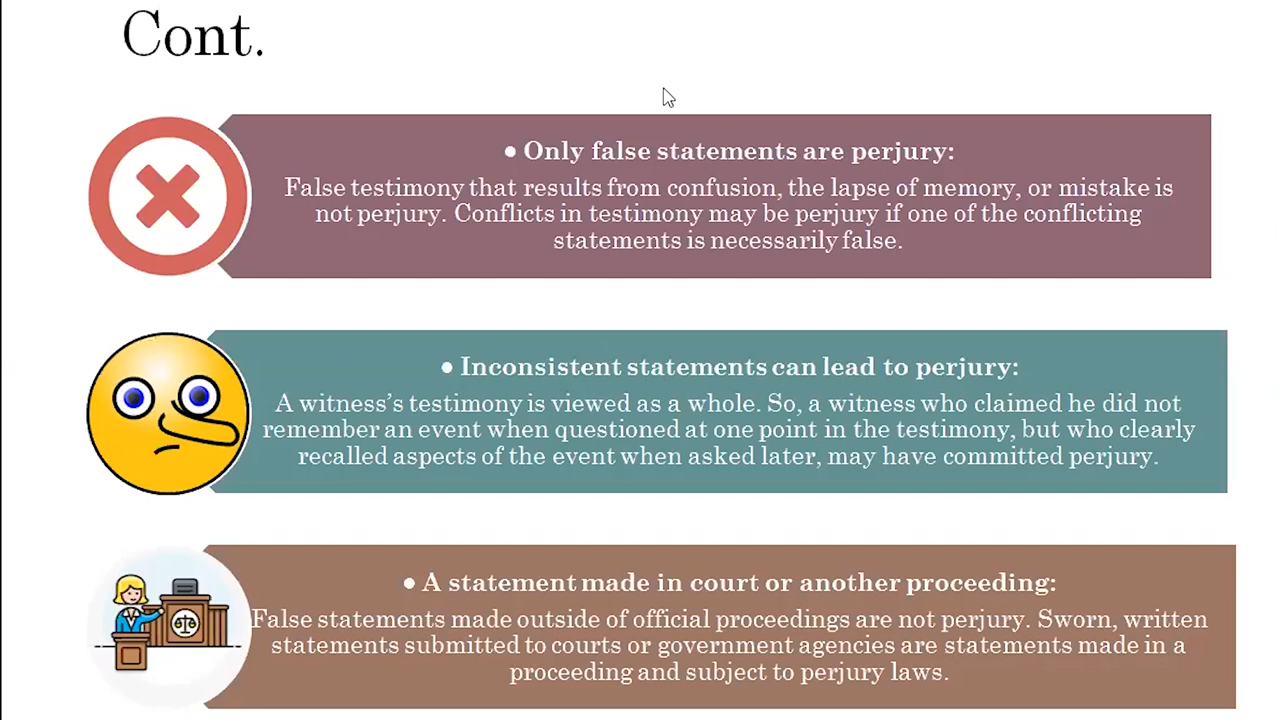 Cont.
● Only false statements are perjury:
False testimony that results from confusion, the lapse of memory, or mistake is
not perjury. Conflicts in testimony may be perjury if one of the conflicting
statements is necessarily false.
● Inconsistent statements can lead to perjury:
A witness’s testimony is viewed as a whole. So, a witness who claimed he did not
remember an event when questioned at one point in the testimony, but who clearly
recalled aspects of the event when asked later, may have committed perjury.
● A statement made in court or another proceeding:
False statements made outside of official proceedings are not perjury. Sworn, written
statements submitted to courts or government agencies are statements made in a
proceeding and subject to perjury laws.